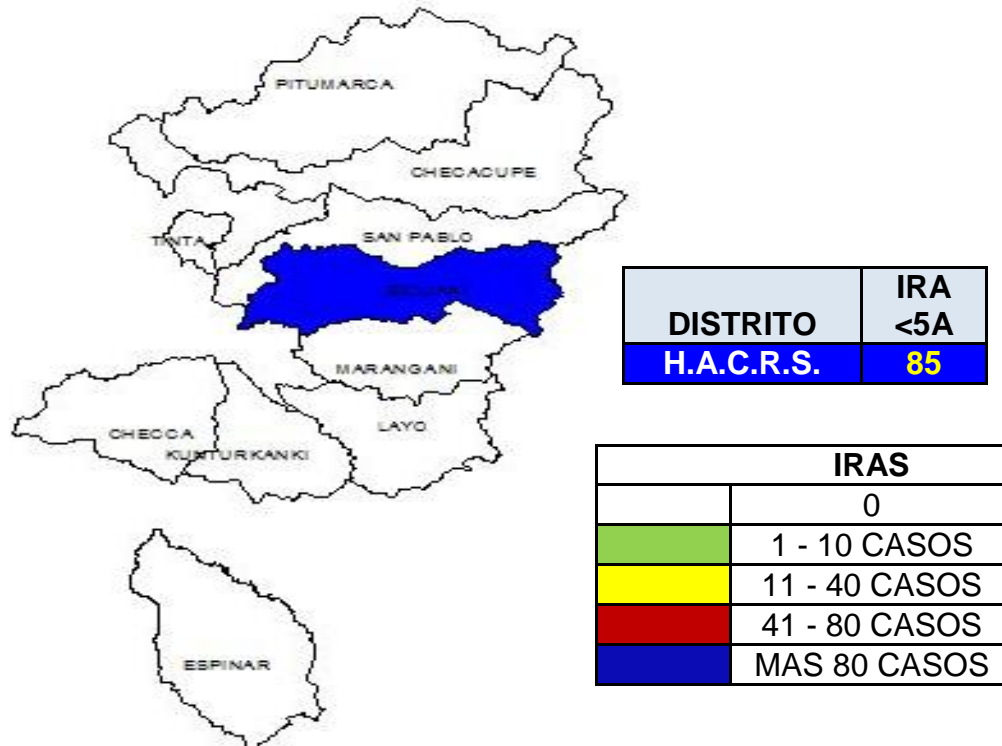 PITUMARCA
CHECACUPE
TINTA
SAN PABLO
SICUANI
MARANGANI
LAYO
CHECCA
KUNTURKANKI
ESPINAR
DISTRITO IRA <5A
H.A.C.R.S. 85
IRAS
0
1 - 10 CASOS
11 - 40 CASOS
41 - 80 CASOS
MAS 80 CASOS